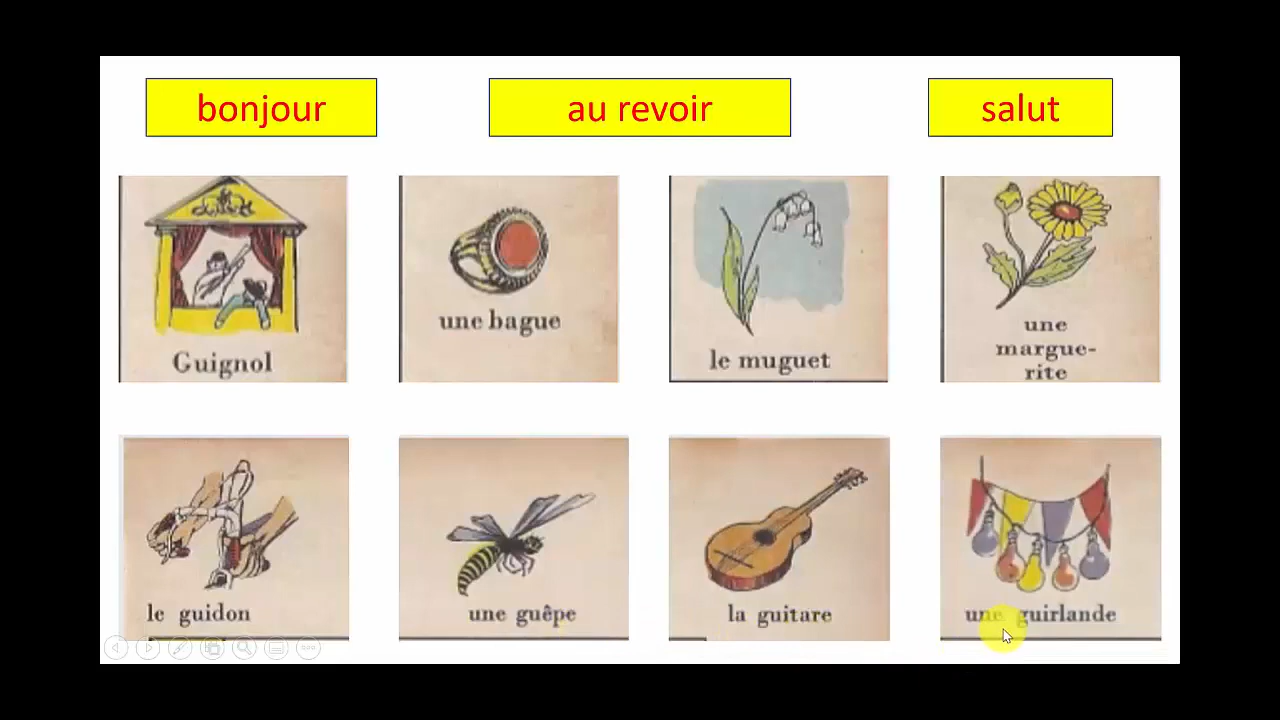 bonjour
au revoir
salut
Guignol
une bague
le muguet
une
margue-
rite
le guidon
une guêpe
la guitare
une guirlande